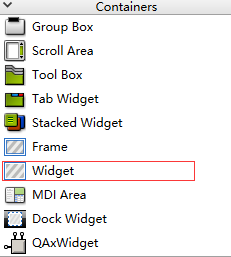 Containers
Group Box
Scroll Area
Tool Box
Tab Widget
Stacked Widget
Frame
Widget
MDI Area
Dock Widget
QAxWidget